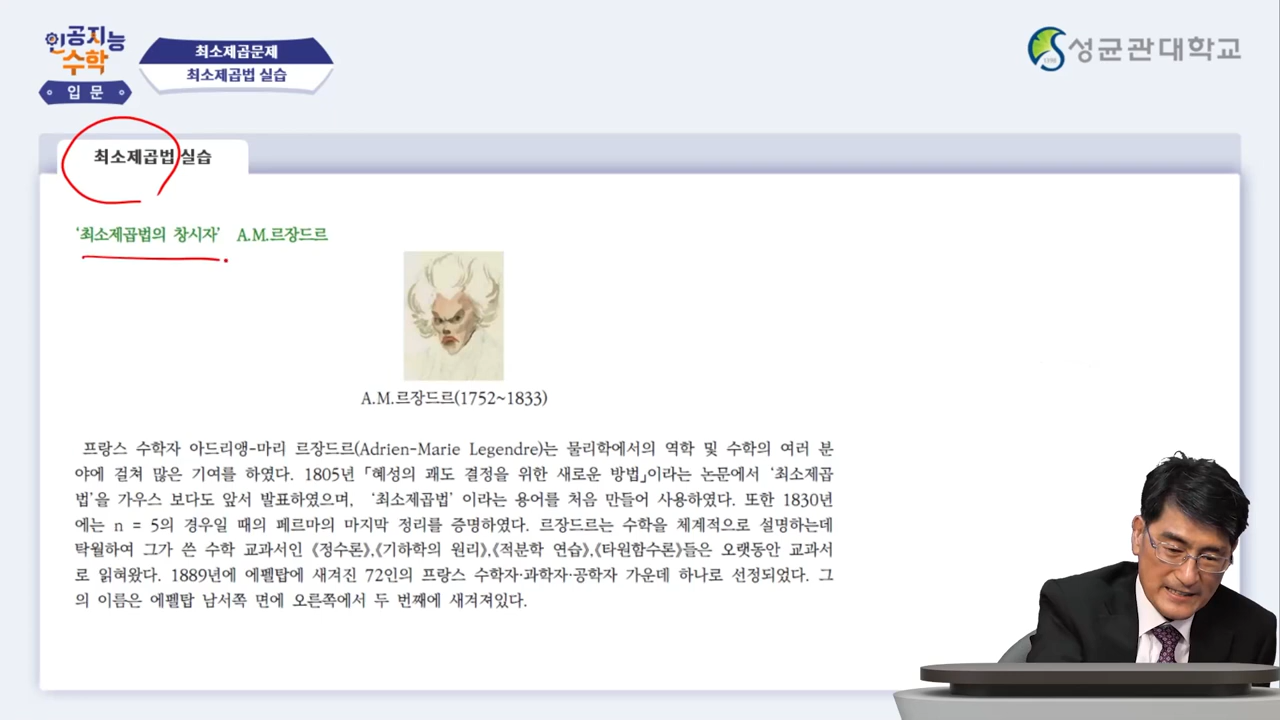 인공지능
수학
입문
최소제곱문제
최소제곱법 실습
성균관대학교
1398
최소제곱법 실습
‘최소제곱법의 창시자’ A.M.르장드르
A.M.르장드르(1752~1833)
프랑스 수학자 아드리앵-마리 르장드르(Adrien-Marie Legendre)는 물리학에서의 역학 및 수학의 여러 분
야에 걸쳐 많은 기여를 하였다. 1805년 「혜성의 괘도 결정을 위한 새로운 방법」이라는 논문에서 ‘최소제곱
법’을 가우스 보다도 앞서 발표하였으며, ‘최소제곱법’ 이라는 용어를 처음 만들어 사용하였다. 또한 1830년
에는 n = 5의 경우일 때의 페르마의 마지막 정리를 증명하였다. 르장드르는 수학을 체계적으로 설명하는데
탁월하여 그가 쓴 수학 교과서인 《정수론》,《기하학의 원리》,《적분학 연습》,《타원함수론》들은 오랫동안 교과서
로 읽혀왔다. 1889년에 에펠탑에 새겨진 72인의 프랑스 수학자·과학자·공학자 가운데 하나로 선정되었다. 그
의 이름은 에펠탑 남서쪽 면에 오른쪽에서 두 번째에 새겨져있다.